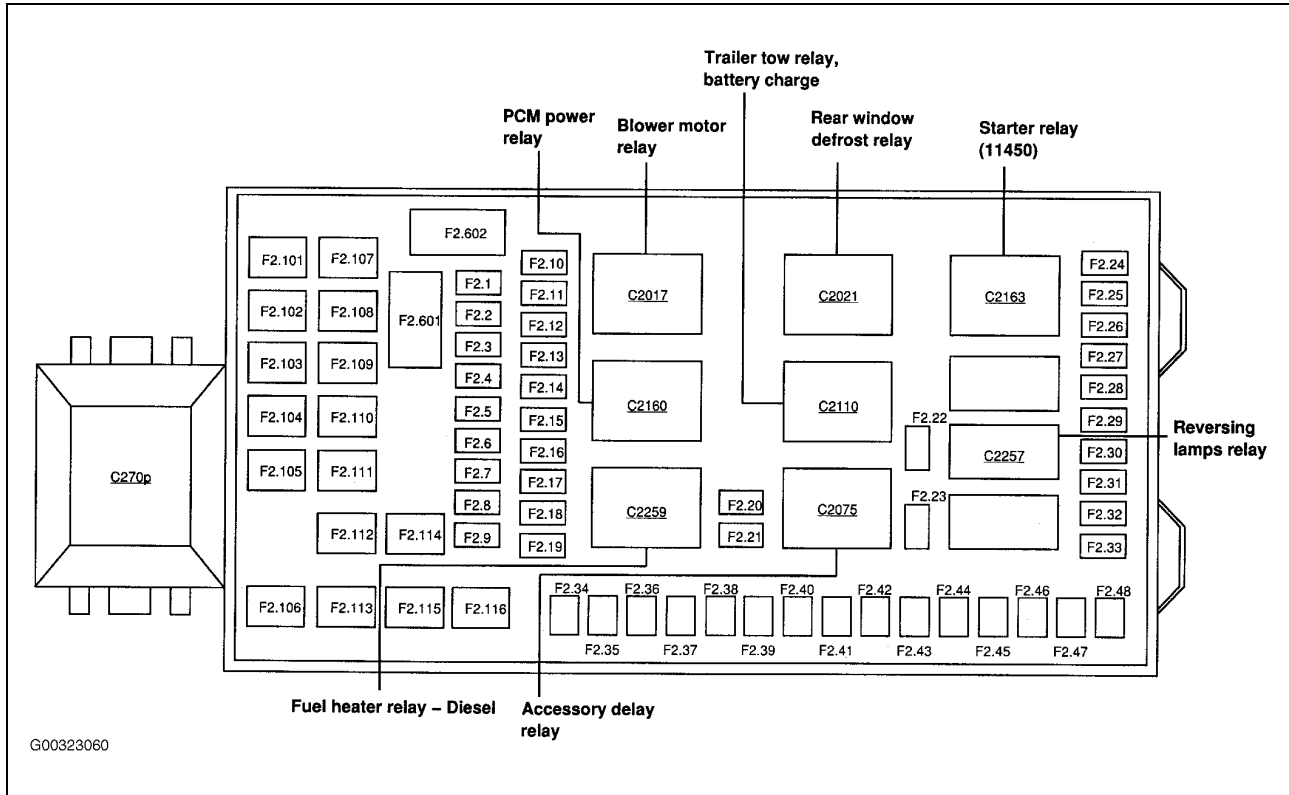 Trailer tow relay,
battery charge
PCM power
relay
Blower motor
relay
Rear window
defrost relay
Starter relay
(11450)
F2.602
F2.101
F2.107
F2.102
F2.108
F2.601
F2.103
F2.109
F2.104
F2.110
F2.105
F2.111
F2.112
F2.114
F2.106
F2.113
F2.115
F2.116
C270p
F2.1
F2.2
F2.3
F2.4
F2.5
F2.6
F2.7
F2.8
F2.9
F2.10
F2.11
F2.12
F2.13
F2.14
F2.15
F2.16
F2.17
F2.18
F2.19
C2017
C2021
C2163
C2160
C2110
C2257
C2259
C2075
F2.20
F2.21
F2.22
F2.23
F2.24
F2.25
F2.26
F2.27
F2.28
F2.29
F2.30
F2.31
F2.32
F2.33
Reversing
lamps relay
F2.34
F2.36
F2.38
F2.40
F2.42
F2.44
F2.46
F2.48
F2.35
F2.37
F2.39
F2.41
F2.43
F2.45
F2.47
Fuel heater relay – Diesel
Accessory delay
relay
G00323060